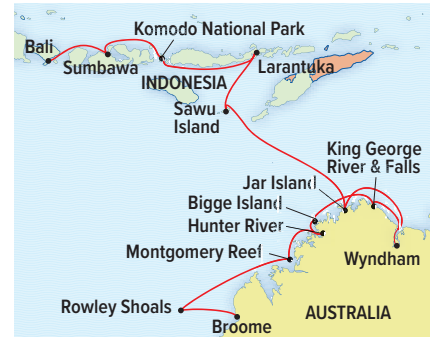 Komodo National Park
Bali
Sumbawa
Larantuka
INDONESIA
Sawu
Island
King George
River & Falls
Jar Island
Bigge Island
Hunter River
Montgomery Reef
Wyndham
Rowley Shoals
Broome
AUSTRALIA